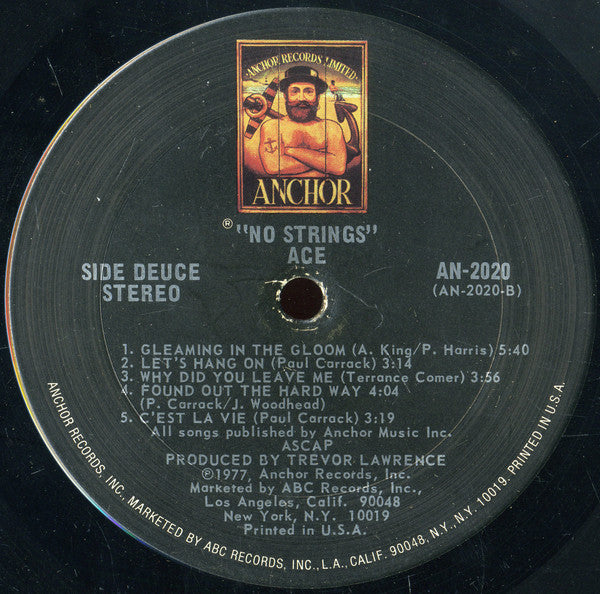 ANCHOR RECORDS LIMITED
ANCHOR
® "NO STRINGS"
ACE
SIDE DEUCE
STEREO
AN-2020
(AN-2020-B)
1. GLEAMING IN THE GLOOM (A. King/P. Harris) 5:40
2. LET'S HANG ON (Paul Carrack) 3:14
3. WHY DID YOU LEAVE ME (Terrance Comer) 3:56
4. FOUND OUT THE HARD WAY 4:04
(P. Carrack/J. Woodhead)
5. C'EST LA VIE (Paul Carrack) 3:19
All songs published by Anchor Music Inc.
ASCAP
PRODUCED BY TREVOR LAWRENCE
©1977, Anchor Records, Inc.
Marketed by ABC Records, Inc.,
Los Angeles, Calif. 90048
New York, N.Y. 10019
Printed in U.S.A.
ANCHOR RECORDS, INC., MARKETED BY ABC RECORDS, INC., L.A., CALIF. 90048, N.Y., N.Y. 10019. PRINTED IN U.S.A.